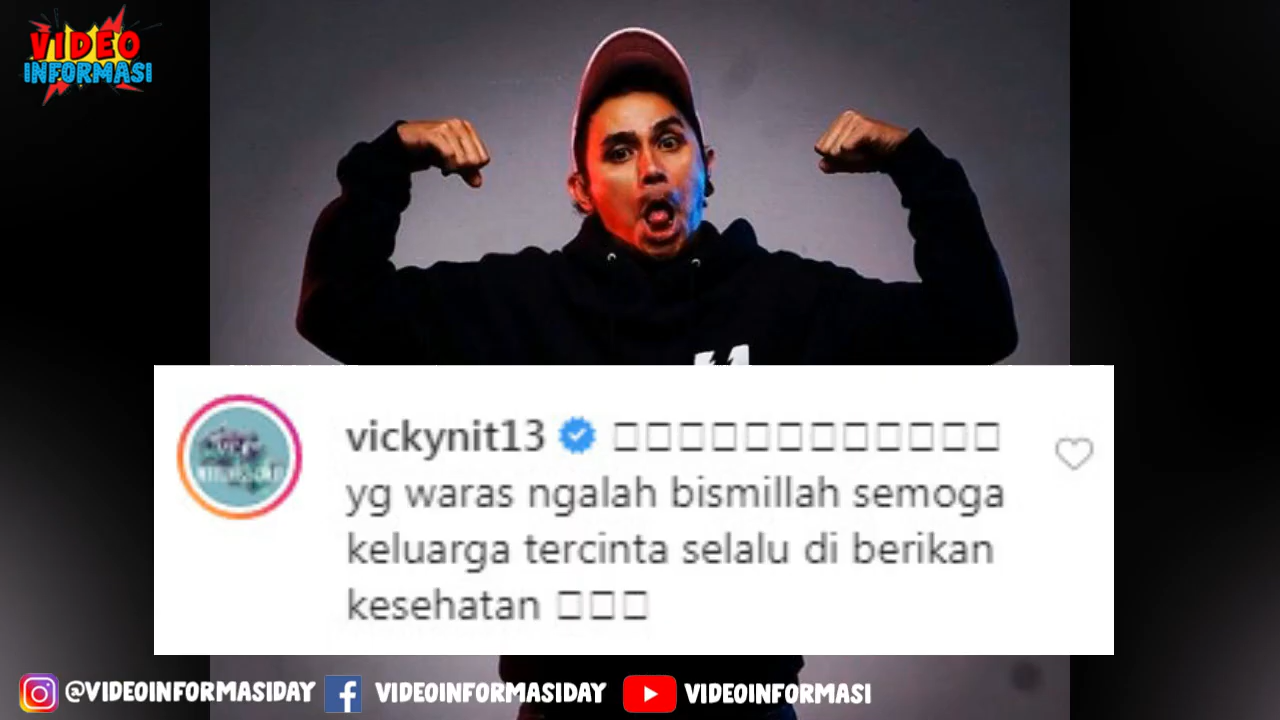 VIDEO
INFORMASI
vickynit13 □□□□□□□□□□□□
yg waras ngalah bismillah semoga
keluarga tercinta selalu di berikan
kesehatan □□□
@VIDEOINFORMASIDAY VIDEOINFORMASIDAY VIDEOINFORMASI